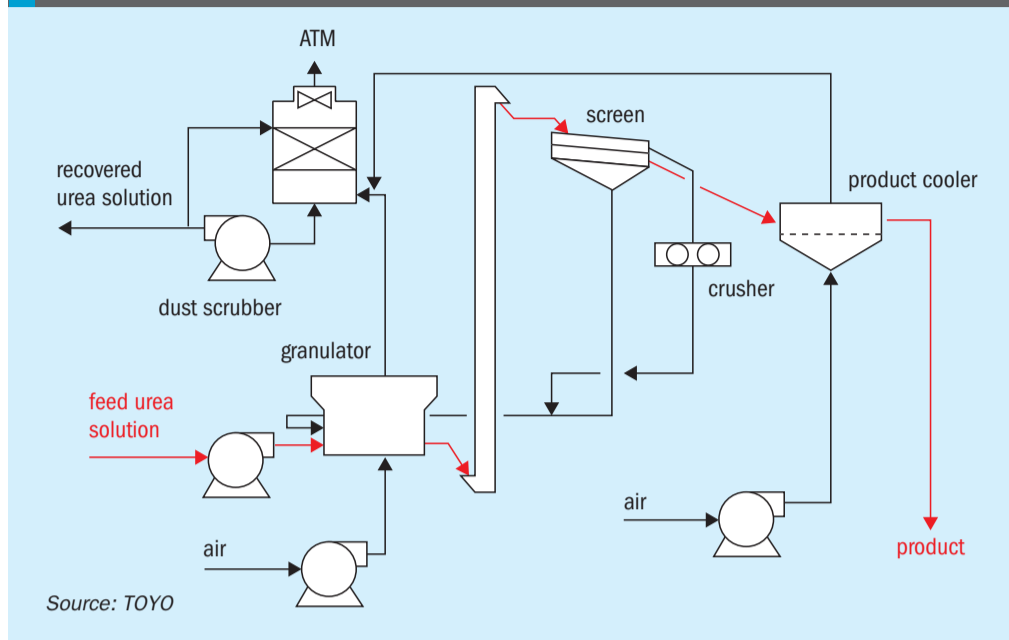 ATM
screen
recovered
urea solution
product cooler
dust scrubber
crusher
granulator
feed urea
solution
air
air
product
Source: TOYO